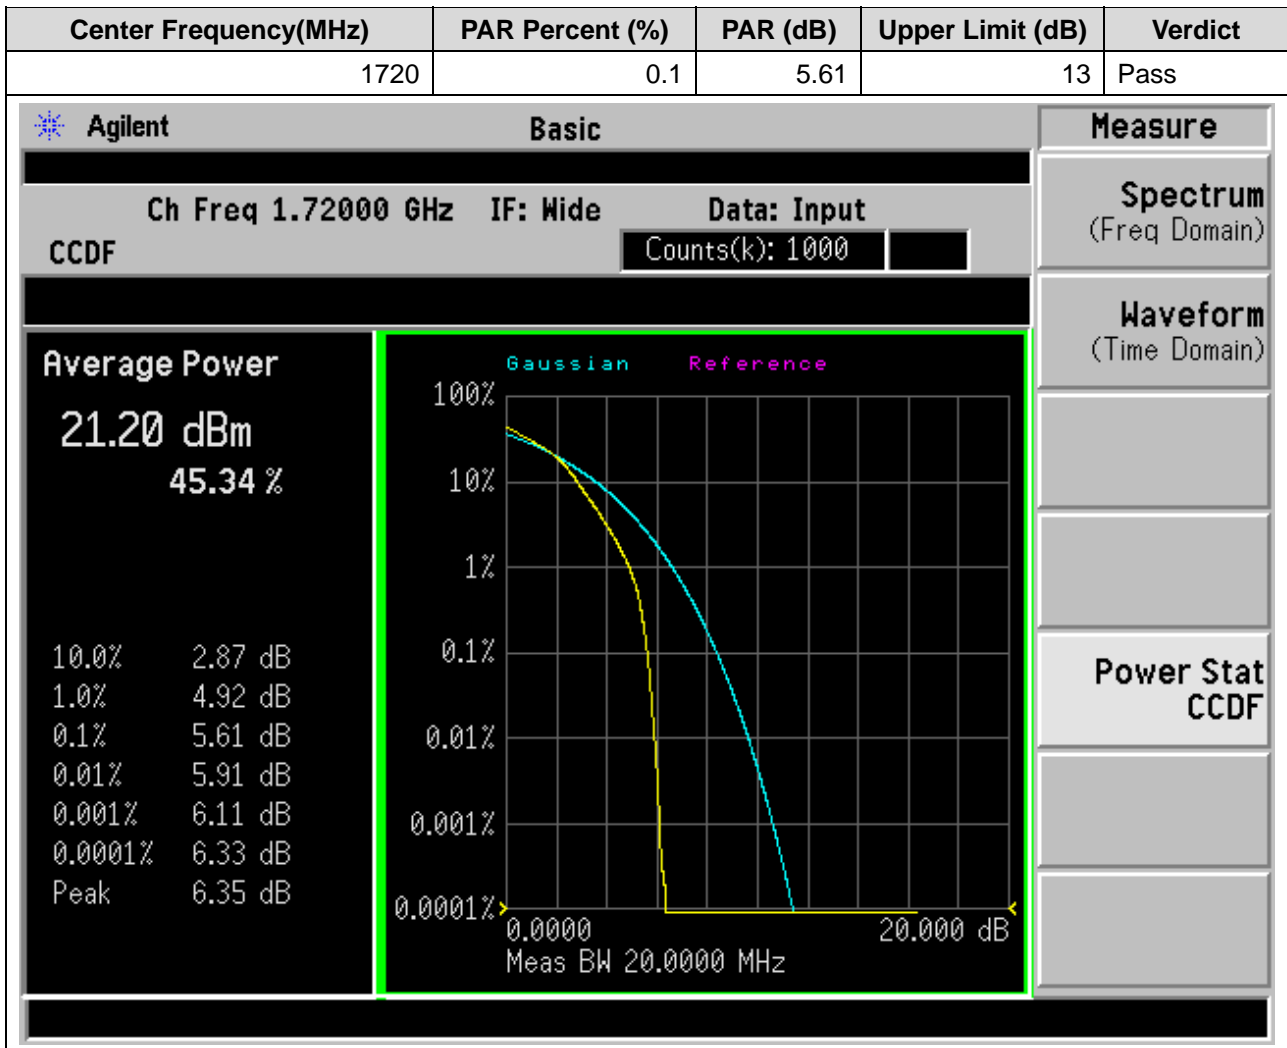 Center Frequency(MHz) PAR Percent (%) PAR (dB) Upper Limit (dB) Verdict
1720 0.1 5.61 13 Pass
Agilent Basic Measure
Ch Freq 1.72000 GHz IF: Wide Data: Input
CCDF Counts(k): 1000
Spectrum
(Freq Domain)
Waveform
(Time Domain)
Power Stat
CCDF
Average Power
21.20 dBm
45.34 %
10.0% 2.87 dB
1.0% 4.92 dB
0.1% 5.61 dB
0.01% 5.91 dB
0.001% 6.11 dB
0.0001% 6.33 dB
Peak 6.35 dB
Gaussian Reference
100%
10%
1%
0.1%
0.01%
0.001%
0.0001%
0.0000 20.000 dB
Meas BW 20.0000 MHz